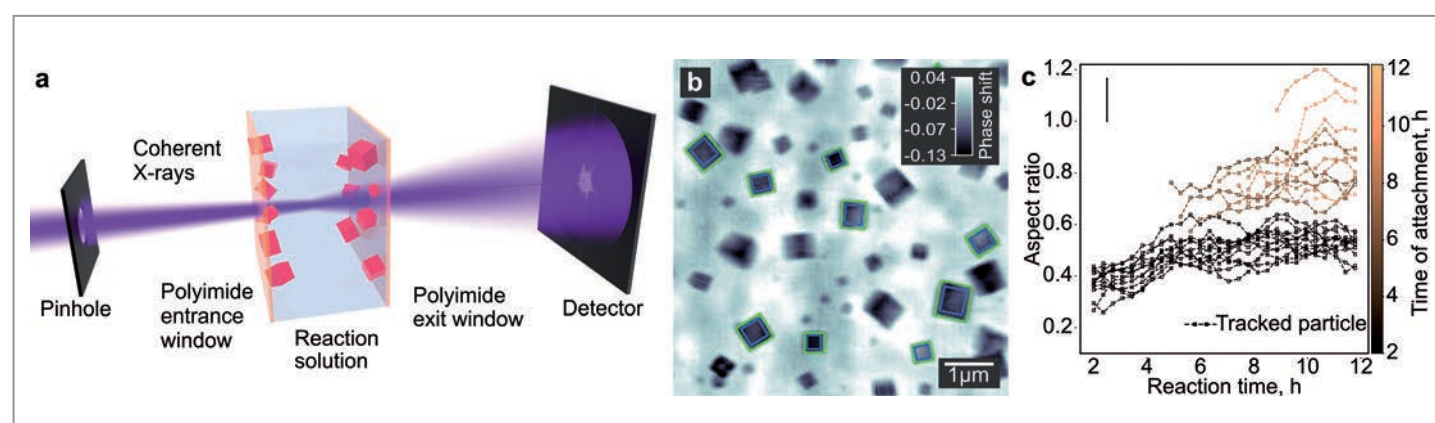 a
Coherent
X-rays
Pinhole
Polyimide
entrance
window
Reaction
solution
Polyimide
exit window
Detector
b
0.04
-0.02
-0.07
-0.13
Phase shift
1μm
c
1.2
1.0
0.8
0.6
0.4
0.2
Aspect ratio
Tracked particle
2 4 6 8 10 12
Reaction time, h
12
10
8
6
4
2
Time of attachment, h